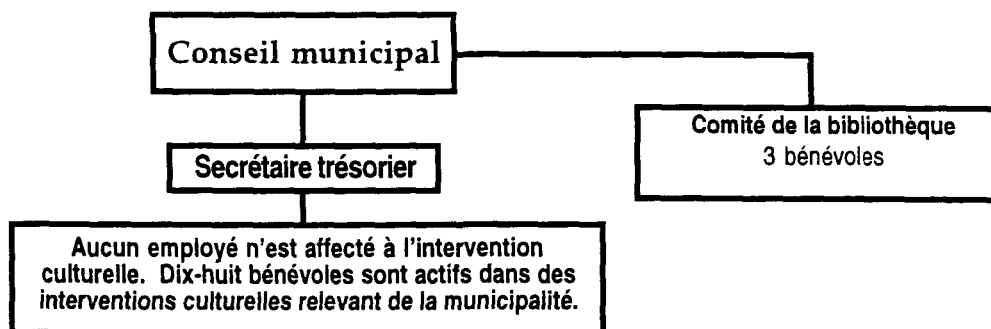 Conseil municipal
Comité de la bibliothèque
3 bénévoles
Secrétaire trésorier
Aucun employé n'est affecté à l'intervention
culturelle. Dix-huit bénévoles sont actifs dans des
interventions culturelles relevant de la municipalité.